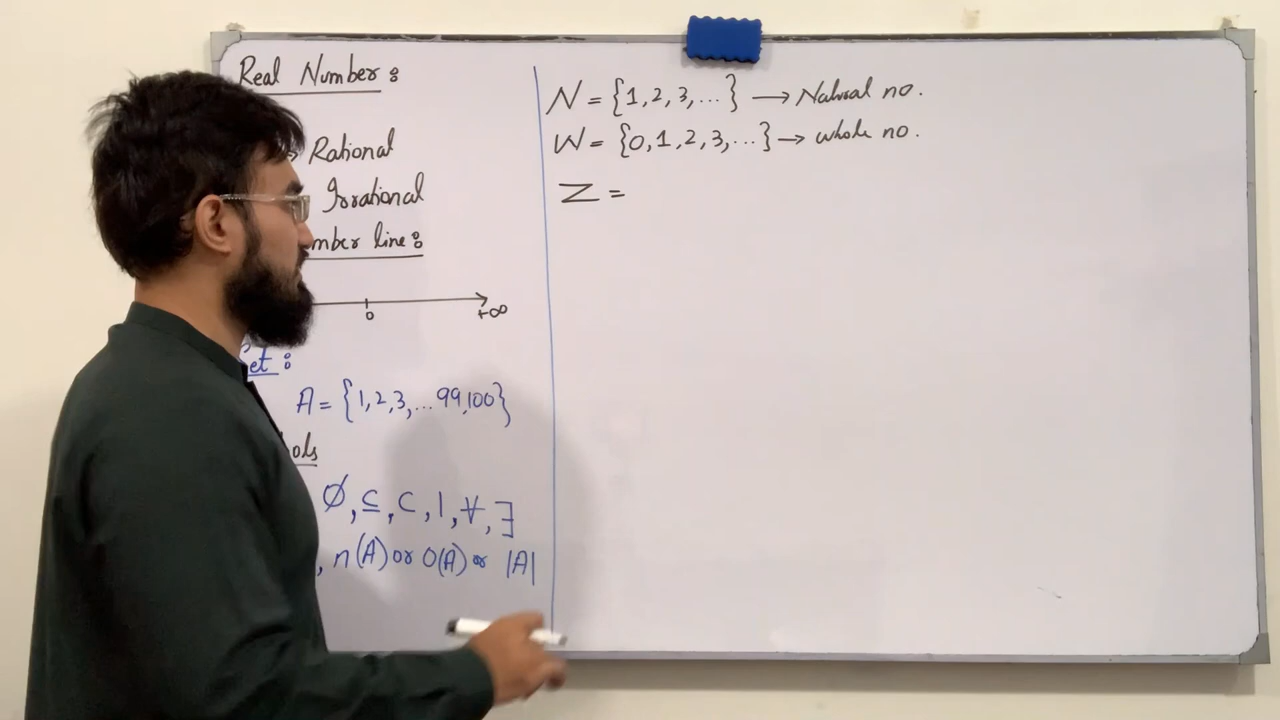 Real Number :
Rational
Irrational
mber line :
0
+∞
Set :
A = {1,2,3,... 99,100}
ols
∅, ⊆, ⊂, |, ∀, ∃
, n(A) or O(A) or |A|
N = {1,2,3,...} → Natural no.
W = {0,1,2,3,...} → whole no.
Z =